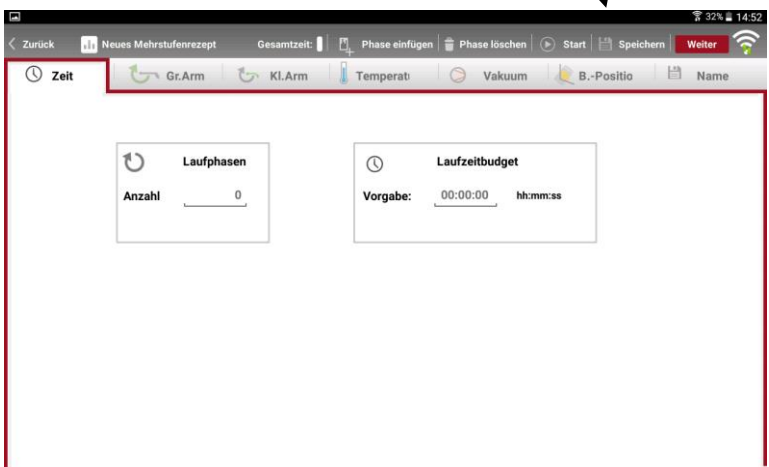 32% 14:52
Zurück Neues Mehrstufenrezept Gesamtzeit: Phase einfügen Phase löschen Start Speichern Weiter
Zeit Gr.Arm Kl.Arm Temperat Vakuum B.-Positio Name
Laufphasen Laufzeitbudget
Anzahl 0 Vorgabe: 00:00:00 hh:mm:ss